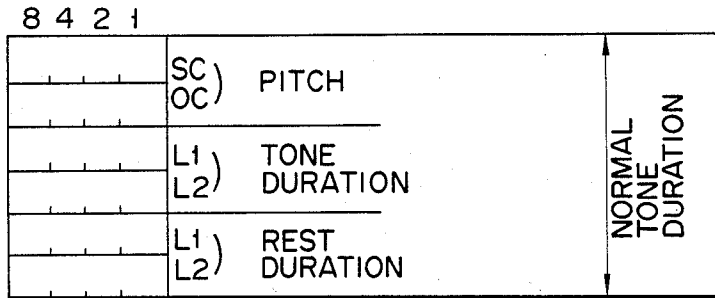 8 4 2 1
SC
OC) PITCH
L1
L2) TONE
DURATION
L1
L2) REST
DURATION
NORMAL
TONE
DURATION